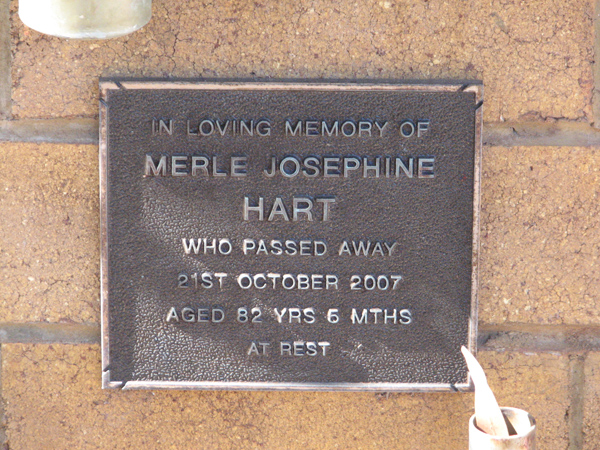 IN LOVING MEMORY OF
MERLE JOSEPHINE
HART
WHO PASSED AWAY
21ST OCTOBER 2007
AGED 82 YRS 6 MTHS
AT REST